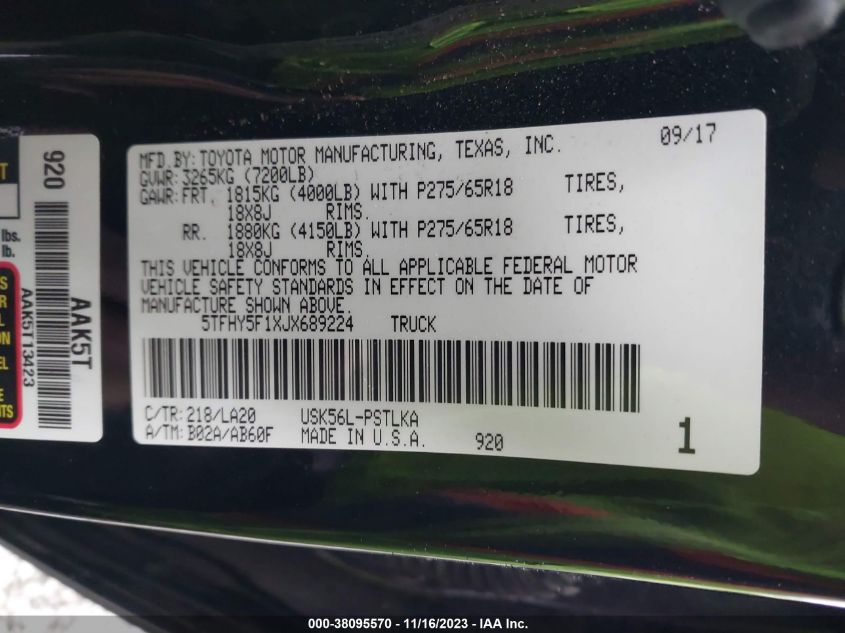 MFD.BY:TOYOTA MOTOR MANUFACTURING, TEXAS, INC. 09/17
GVWR:3265KG (7200LB)
GAWR:FRT. 1815KG (4000LB) WITH P275/65R18 TIRES,
18X8J RIMS.
RR. 1880KG (4150LB) WITH P275/65R18 TIRES,
18X8J RIMS.
THIS VEHICLE CONFORMS TO ALL APPLICABLE FEDERAL MOTOR
VEHICLE SAFETY STANDARDS IN EFFECT ON THE DATE OF
MANUFACTURE SHOWN ABOVE.
5TFHY5F1XJX689224 TRUCK
C/TR:218/LA20 USK56L-PSTLKA
A/TM:B02A/AB60F MADE IN U.S.A. 920 1
920
AAK5T
AAK5T13423
lbs.
lb.
000-38095570 - 11/16/2023 - IAA Inc.